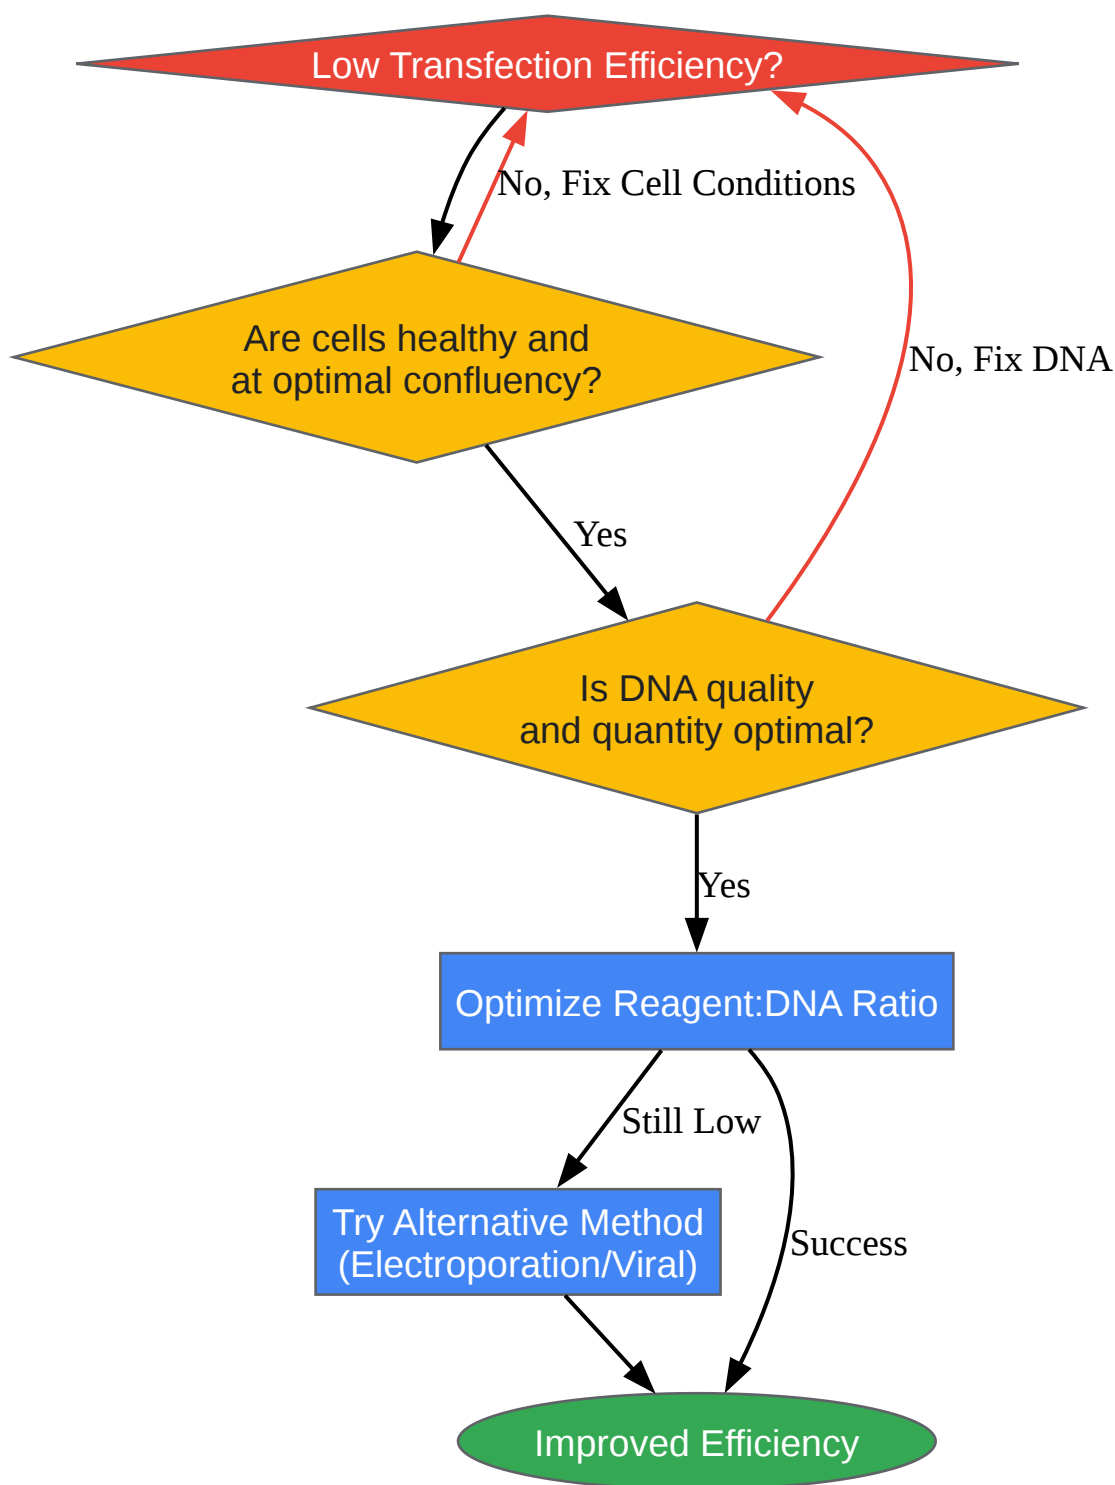 Low Transfection Efficiency?
No, Fix Cell Conditions
Are cells healthy and
at optimal confluency?
No, Fix DNA
Yes
Is DNA quality
and quantity optimal?
Yes
Optimize Reagent:DNA Ratio
Still Low
Try Alternative Method
(Electroporation/Viral)
Success
Improved Efficiency